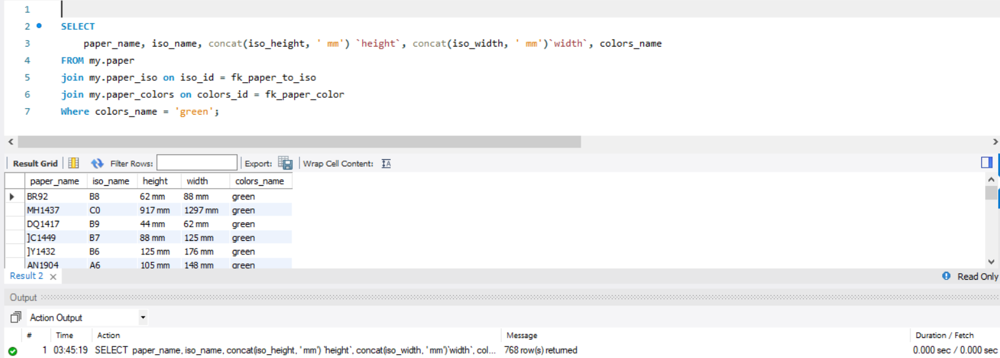 1
2 SELECT
3 paper_name, iso_name, concat(iso_height, ' mm') `height`, concat(iso_width, ' mm')`width`, colors_name
4 FROM my.paper
5 join my.paper_iso on iso_id = fk_paper_to_iso
6 join my.paper_colors on colors_id = fk_paper_color
7 Where colors_name = 'green';
Result Grid Filter Rows: Export: Wrap Cell Content: IA
paper_name iso_name height width colors_name
BR92 B8 62 mm 88 mm green
MH1437 C0 917 mm 1297 mm green
DQ1417 B9 44 mm 62 mm green
]C1449 B7 88 mm 125 mm green
]Y1432 B6 125 mm 176 mm green
AN1904 A6 105 mm 148 mm green
Result 2 × Read Only
Output
Action Output
# Time Action Message Duration / Fetch
1 03:45:19 SELECT paper_name, iso_name, concat(iso_height, ' mm') `height`, concat(iso_width, ' mm')`width`, col... 768 row(s) returned 0.000 sec / 0.000 sec